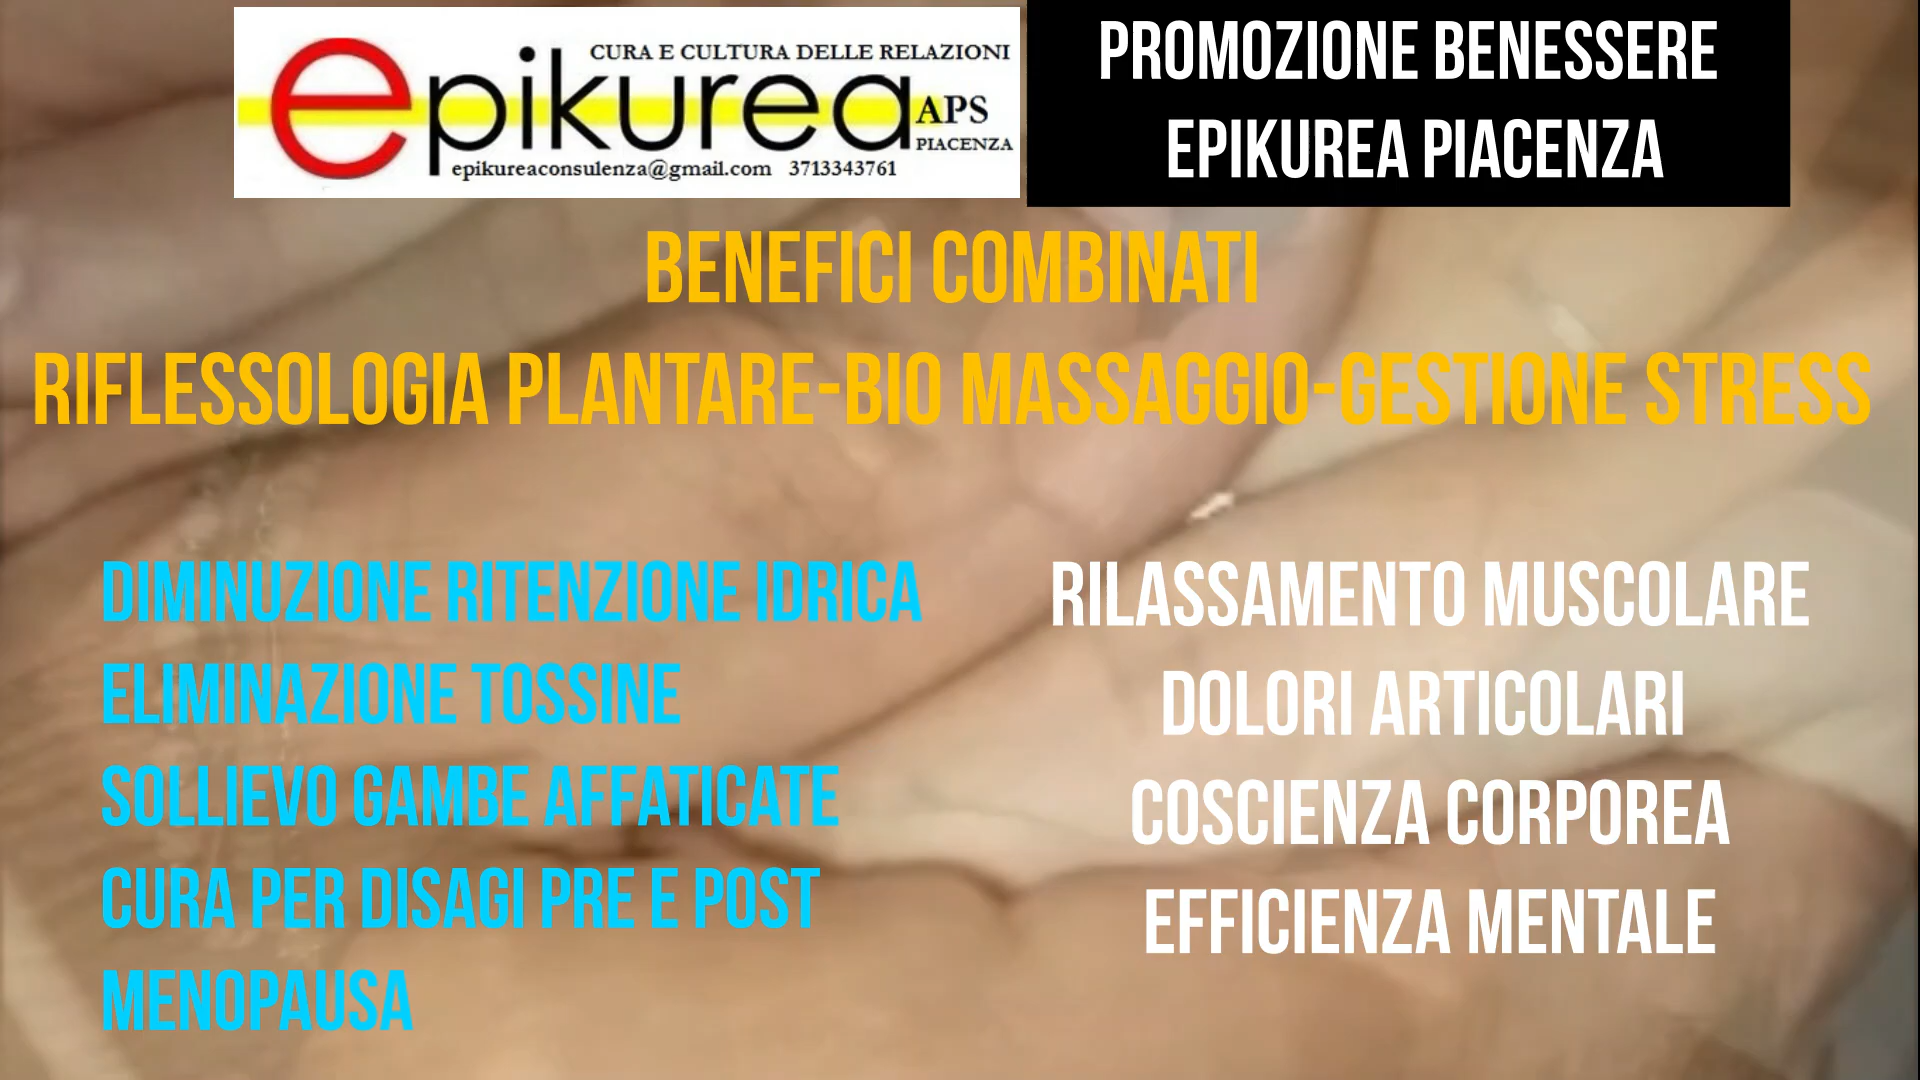 CURA E CULTURA DELLE RELAZIONI
epikurea APS
PIACENZA
epikureaconsulenza@gmail.com 3713343761
PROMOZIONE BENESSERE
EPIKUREA PIACENZA
BENEFICI COMBINATI
RIFLESSOLOGIA PLANTARE-BIO MASSAGGIO-GESTIONE STRESS
DIMINUZIONE RITENZIONE IDRICA
ELIMINAZIONE TOSSINE
SOLLIEVO GAMBE AFFATICATE
CURA PER DISAGI PRE E POST
MENOPAUSA
RILASSAMENTO MUSCOLARE
DOLORI ARTICOLARI
COSCIENZA CORPOREA
EFFICIENZA MENTALE